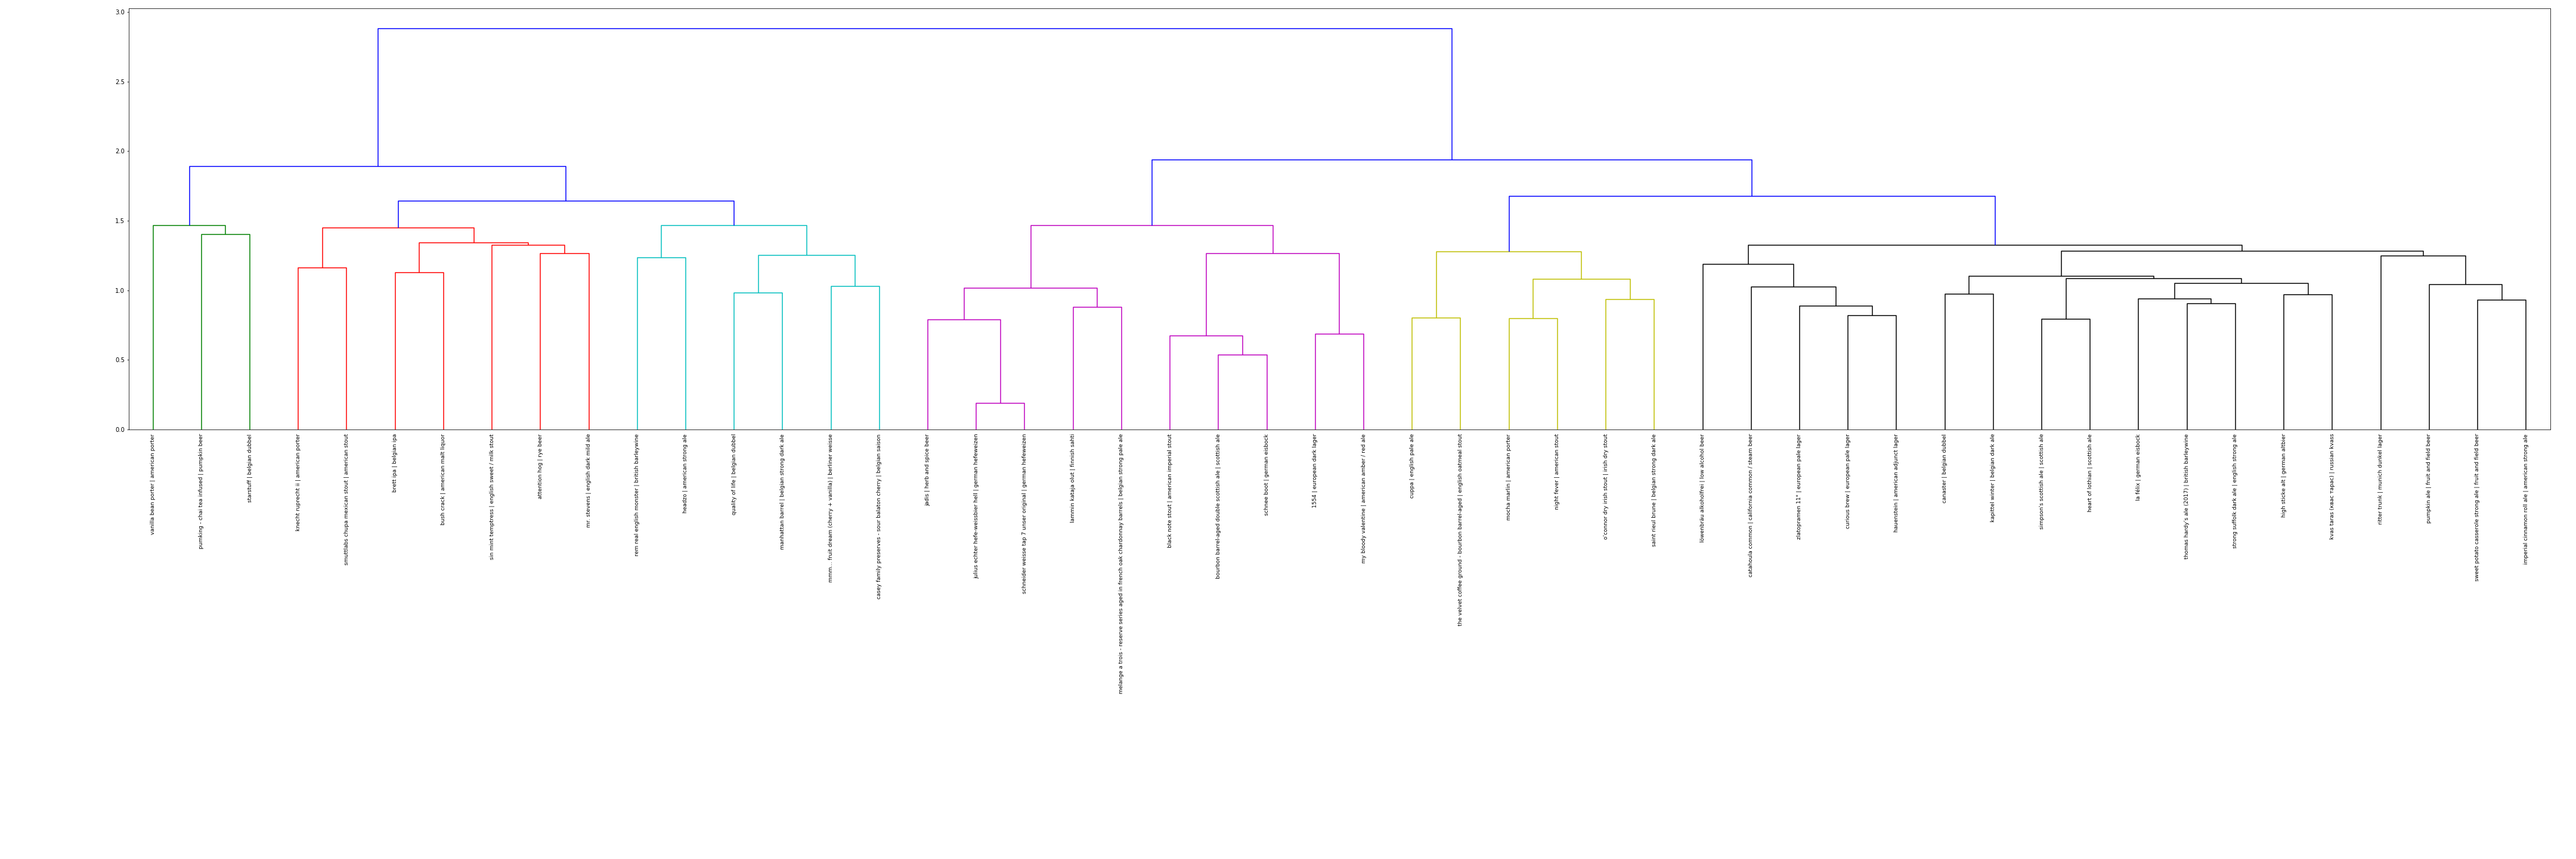 3.0
2.5
2.0
1.5
1.0
0.5
0.0
vanilla bean porter | american porter
pumking - chai tea infused | pumpkin beer
starstuff | belgian dubbel
knecht ruprecht ii | american porter
smuttlabs chupa mexican stout | american stout
brett ipa | belgian ipa
bush crack | american malt liquor
sin mint temptress | english sweet / milk stout
attention hog | rye beer
mr. stevens | english dark mild ale
rem real english monster | british barleywine
headzo | american strong ale
quality of life | belgian dubbel
manhattan barrel | belgian strong dark ale
mmm... fruit dream (cherry + vanilla) | berliner weisse
casey family preserves - sour balaton cherry | belgian saison
jadis | herb and spice beer
julius echter hefe-weissbier hell | german hefeweizen
schneider weisse tap 7 unser original | german hefeweizen
lammin kataja olut | finnish sahti
melange a trois - reserve series aged in french oak chardonnay barrels | belgian strong pale ale
black note stout | american imperial stout
bourbon barrel-aged double scottish ale | scottish ale
schnee boot | german eisbock
1554 | european dark lager
my bloody valentine | american amber / red ale
cuppa | english pale ale
the velvet coffee ground - bourbon barrel-aged | english oatmeal stout
mocha marlin | american porter
night fever | american stout
o'connor dry irish stout | irish dry stout
saint rieul brune | belgian strong dark ale
löwenbräu alkoholfrei | low alcohol beer
catahoula common | california common / steam beer
zlatopramen 11° | european pale lager
curious brew | european pale lager
hauenstein | american adjunct lager
canaster | belgian dubbel
kapittel winter | belgian dark ale
simpson's scottish ale | scottish ale
heart of lothian | scottish ale
la félix | german eisbock
thomas hardy's ale (2017) | british barleywine
strong suffolk dark ale | english strong ale
high sticke alt | german altbier
kvas taras (квас тарас) | russian kvass
ritter trunk | munich dunkel lager
pumpkin ale | fruit and field beer
sweet potato casserole strong ale | fruit and field beer
imperial cinnamon roll ale | american strong ale